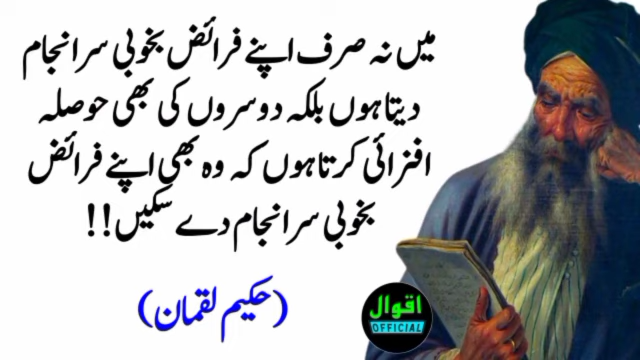 میں نہ صرف اپنے فرائض بخوبی سرانجام
دیتا ہوں بلکہ دوسروں کی بھی حوصلہ
افزائی کرتا ہوں کہ وہ بھی اپنے فرائض
بخوبی سرانجام دے سکیں!!
(حکیم لقمان)
اقوال
OFFICIAL